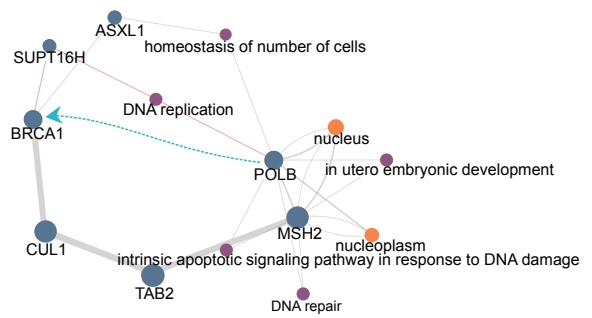 ASXL1
homeostasis of number of cells
SUPT16H
DNA replication
BRCA1
nucleus
POLB
in utero embryonic development
MSH2
CUL1
nucleoplasm
intrinsic apoptotic signaling pathway in response to DNA damage
TAB2
DNA repair